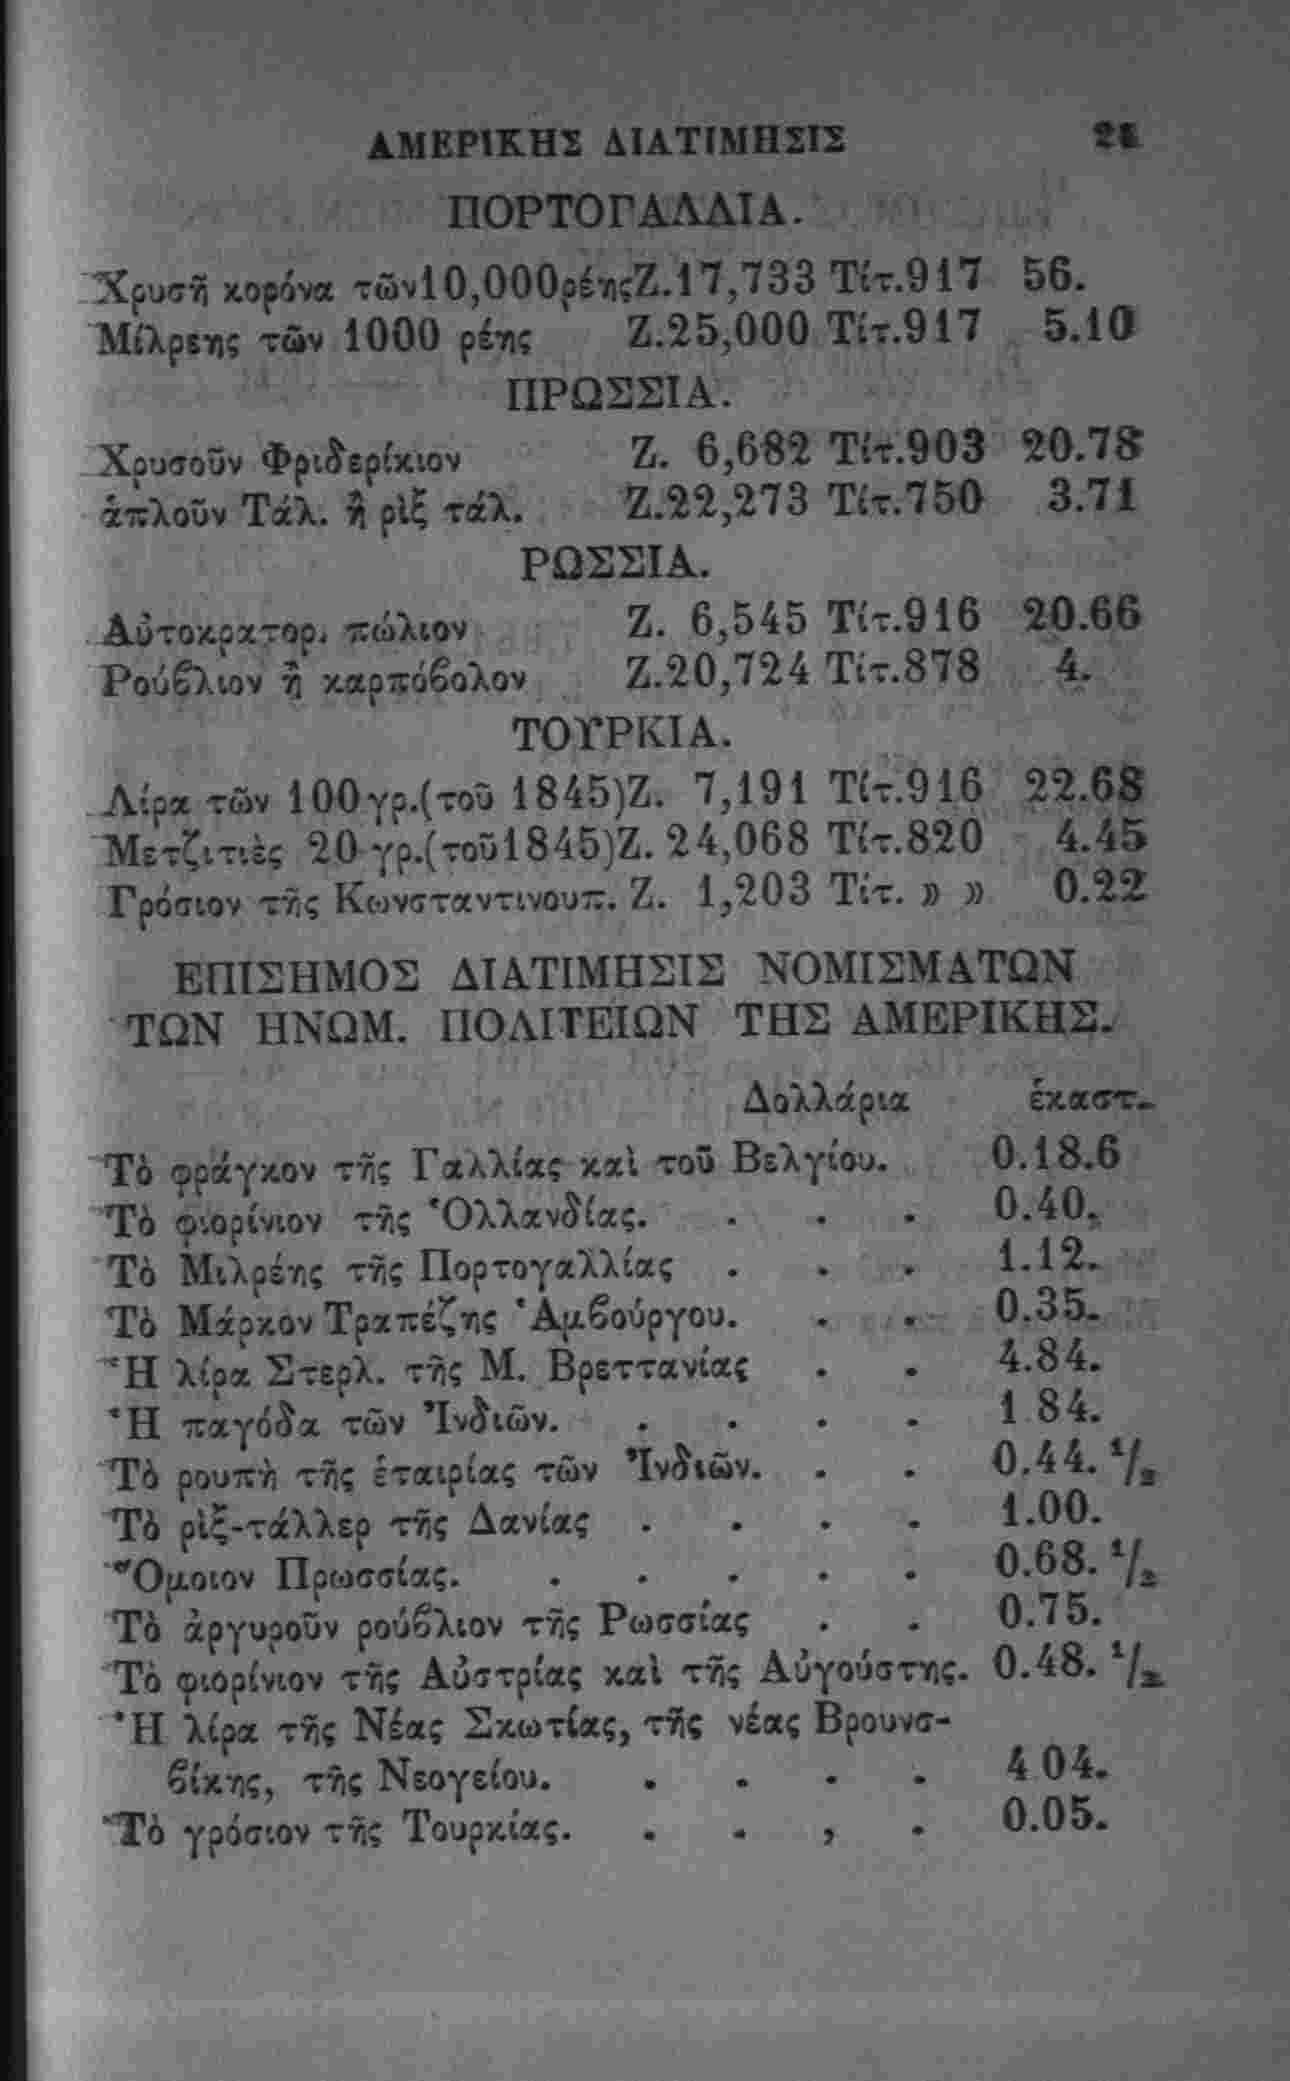 ΑΜΕΡΙΚΗΣ ΔΙΑΤΙΜΗΣΙΣ
ΠΟΡΤΟΓΑΛΛΙΑ.
Χρυσῆ κορόνα τῶν10,000ρέηςΖ.17,733 Τίτ.917 56.
Μίλρεης τῶν 1000 ρέης Ζ.25,000 Τίτ.917 5.10
ΠΡΩΣΣΙΑ.
Χρυσοῦν Φριδερίκιον Ζ. 6,682 Τίτ.903 20.78
ἁπλοῦν Τάλ. ἢ ρὶξ τάλ. Ζ.22,273 Τίτ.750 3.71
ΡΩΣΣΙΑ.
Αὐτοκρατορ. πώλιον Ζ. 6,545 Τίτ.916 20.66
Ρούβλιον ἢ καρπόβολον Ζ.20,724 Τίτ.878 4.
ΤΟΥΡΚΙΑ.
Λίρα τῶν 100 γρ.(τοῦ 1845)Ζ. 7,191 Τίτ.916 22.68
Μετζιτιὲς 20 γρ.(τοῦ1845)Ζ. 24,068 Τίτ.820 4.45
Γρόσιον τῆς Κωνσταντινουπ. Ζ. 1,203 Τίτ. » » 0.22
ΕΠΙΣΗΜΟΣ ΔΙΑΤΙΜΗΣΙΣ ΝΟΜΙΣΜΑΤΩΝ
ΤΩΝ ΗΝΩΜ. ΠΟΛΙΤΕΙΩΝ ΤΗΣ ΑΜΕΡΙΚΗΣ.
Δολλάρια ἑκαστ.
Τὸ φράγκον τῆς Γαλλίας καὶ τοῦ Βελγίου. 0.18.6
Τὸ φιορίνιον τῆς Ὁλλανδίας. . . . 0.40.
Τὸ Μιλρέης τῆς Πορτογαλλίας . . . 1.12.
Τὸ Μάρκον Τραπέζης Ἁμβούργου. . . 0.35.
Ἡ λίρα Στερλ. τῆς Μ. Βρεττανίας . . 4.84.
Ἡ παγόδα τῶν Ἰνδιῶν. . . . . 1 84.
Τὸ ρουπὴ τῆς ἑταιρίας τῶν Ἰνδιῶν. . . 0.44. 1/2
Τὸ ρὶξ-τάλλερ τῆς Δανίας . . . . 1.00.
Ὅμοιον Πρωσσίας. . . . . . 0.68. 1/2
Τὸ ἀργυροῦν ρούβλιον τῆς Ρωσσίας . . 0.75.
Τὸ φιορίνιον τῆς Αὐστρίας καὶ τῆς Αὐγούστης. 0.48. 1/2
Ἡ λίρα τῆς Νέας Σκωτίας, τῆς νέας Βρουνσ-
βίκης, τῆς Νεογείου. . . . . 4 04.
Τὸ γρόσιον τῆς Τουρκίας. . . , . 0.05.